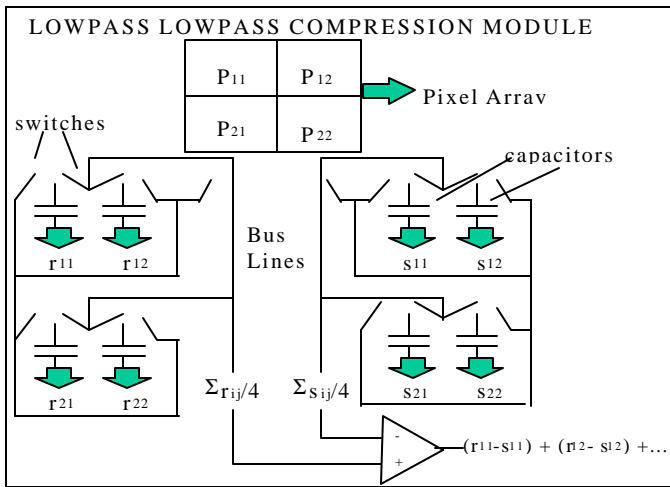 LOWPASS LOWPASS COMPRESSION MODULE
P11 P12
Pixel Arrav
P21 P22
switches
capacitors
r11 r12
Bus
Lines
s11 s12
r21 r22
Σrij/4
Σsij/4
s21 s22
-
+
(r11-s11) + (r12- s12) +...